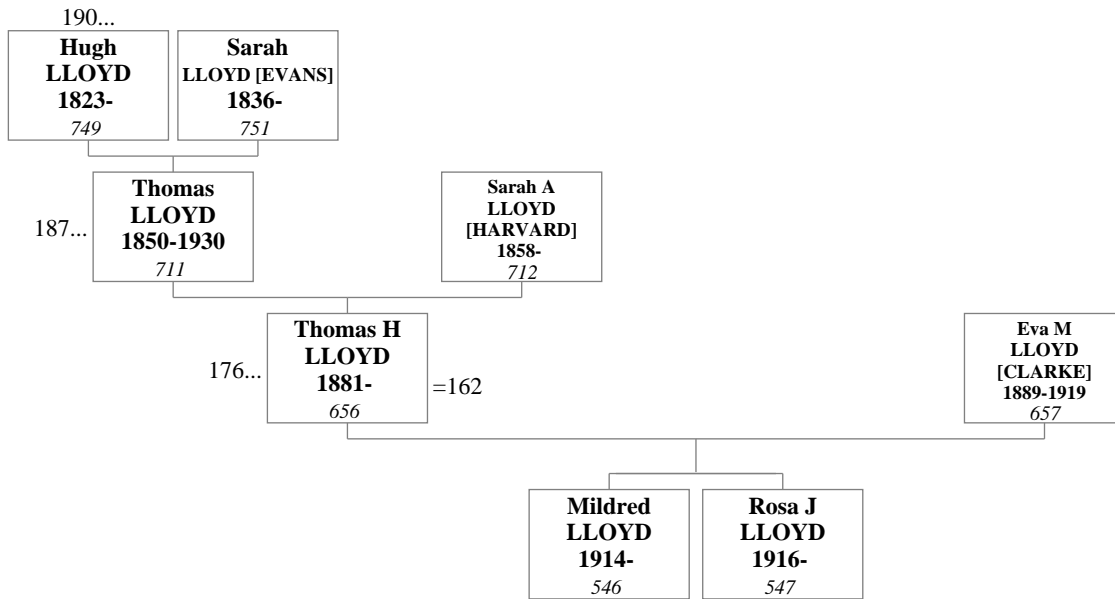 190...
Hugh
LLOYD
1823-
749
Sarah
LLOYD [EVANS]
1836-
751
187...
Thomas
LLOYD
1850-1930
711
Sarah A
LLOYD
[HARVARD]
1858-
712
176...
Thomas H
LLOYD
1881-
656
=162
Eva M
LLOYD
[CLARKE]
1889-1919
657
Mildred
LLOYD
1914-
546
Rosa J
LLOYD
1916-
547